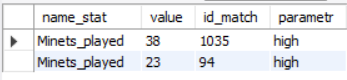 name_stat value id_match parametr
Minets_played 38 1035 high
Minets_played 23 94 high